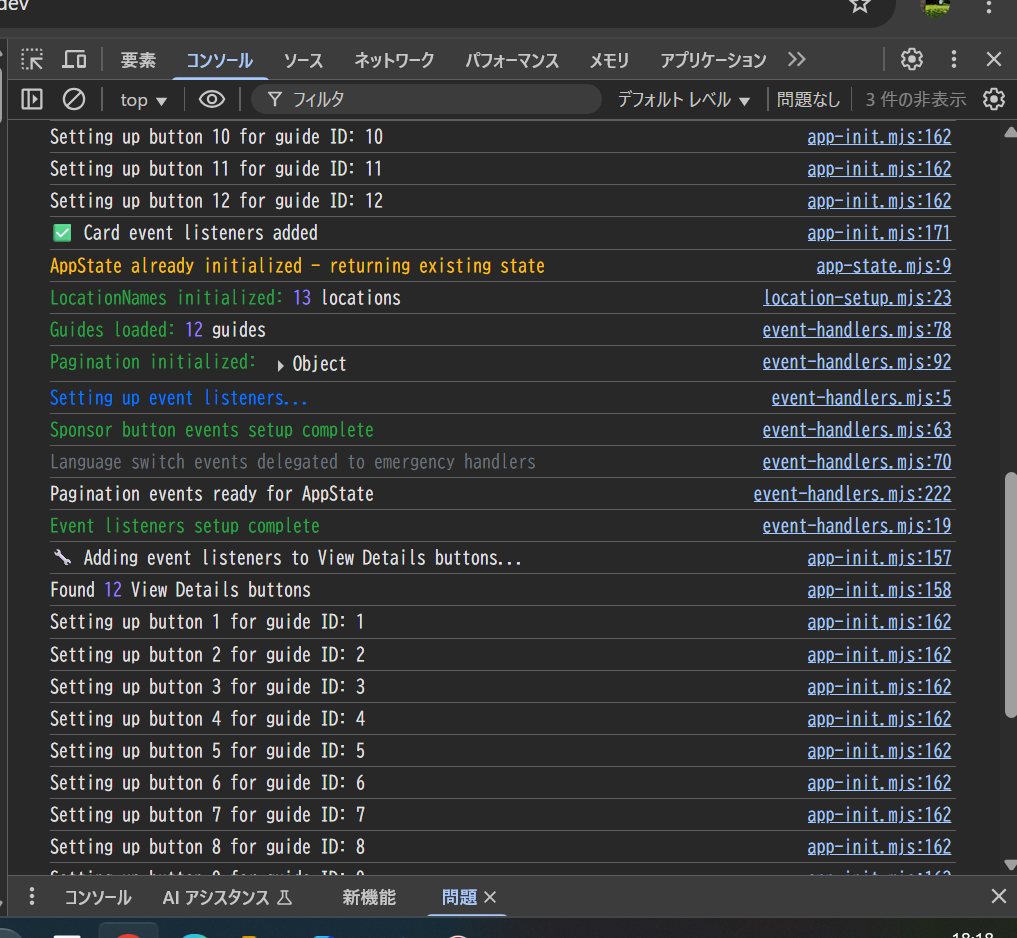 dev
要素 コンソール ソース ネットワーク パフォーマンス メモリ アプリケーション
top フィルタ デフォルト レベル 問題なし 3 件の非表示
Setting up button 10 for guide ID: 10 app-init.mjs:162
Setting up button 11 for guide ID: 11 app-init.mjs:162
Setting up button 12 for guide ID: 12 app-init.mjs:162
✅ Card event listeners added app-init.mjs:171
AppState already initialized - returning existing state app-state.mjs:9
LocationNames initialized: 13 locations location-setup.mjs:23
Guides loaded: 12 guides event-handlers.mjs:78
Pagination initialized: ▶ Object event-handlers.mjs:92
Setting up event listeners... event-handlers.mjs:5
Sponsor button events setup complete event-handlers.mjs:63
Language switch events delegated to emergency handlers event-handlers.mjs:70
Pagination events ready for AppState event-handlers.mjs:222
Event listeners setup complete event-handlers.mjs:19
🔧 Adding event listeners to View Details buttons... app-init.mjs:157
Found 12 View Details buttons app-init.mjs:158
Setting up button 1 for guide ID: 1 app-init.mjs:162
Setting up button 2 for guide ID: 2 app-init.mjs:162
Setting up button 3 for guide ID: 3 app-init.mjs:162
Setting up button 4 for guide ID: 4 app-init.mjs:162
Setting up button 5 for guide ID: 5 app-init.mjs:162
Setting up button 6 for guide ID: 6 app-init.mjs:162
Setting up button 7 for guide ID: 7 app-init.mjs:162
Setting up button 8 for guide ID: 8 app-init.mjs:162
コンソール AI アシスタンス 新機能 問題
18:18